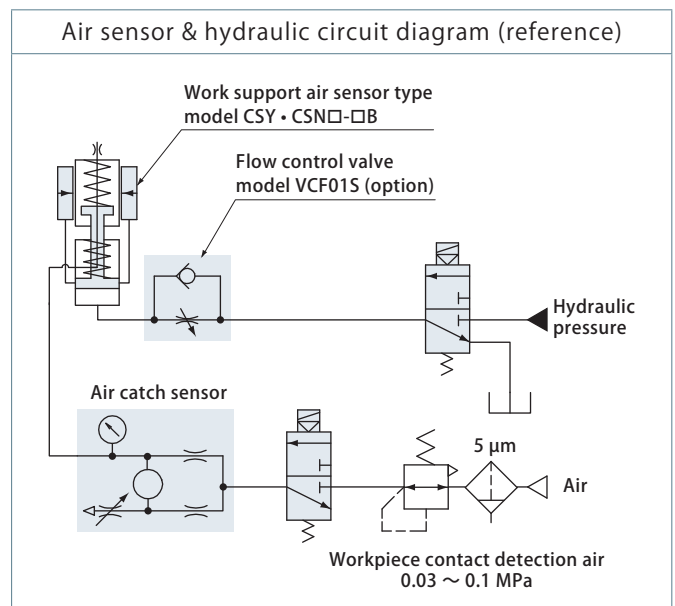 Air sensor & hydraulic circuit diagram (reference)
Work support air sensor type
model CSY • CSN□-□B
Flow control valve
model VCF01S (option)
Hydraulic
pressure
Air catch sensor
5 μm
Air
Workpiece contact detection air
0.03 ～ 0.1 MPa